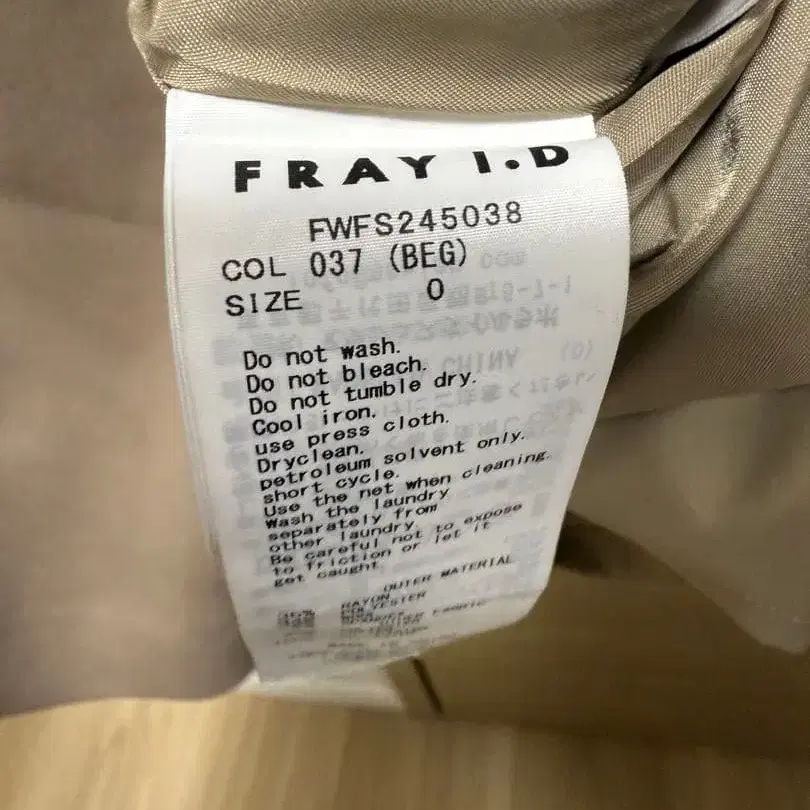 FRAY I.D
FWFS245038
COL 037 (BEG)
SIZE 0
Do not wash.
Do not bleach.
Do not tumble dry.
Cool iron.
use press cloth.
Dryclean.
petroleum solvent only.
short cycle.
Use the net when cleaning.
Wash the laundry
separately from
other laundry.
Be careful not to expose
to friction or let it
get caught.
OUTER MATERIAL
RAYON
POLYESTER